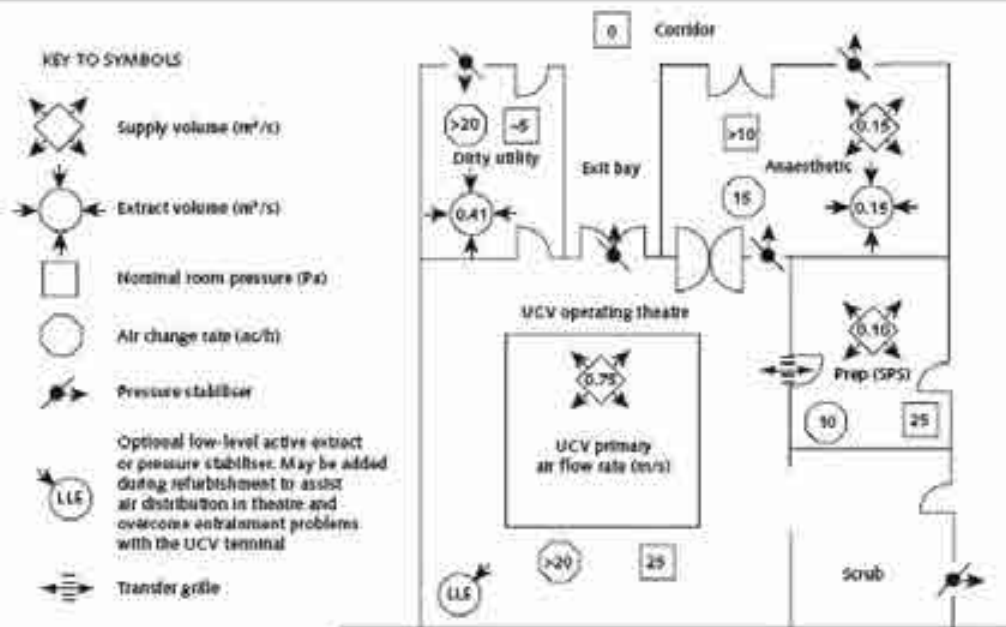 KEY TO SYMBOLS
Supply volume (m³/s)
Extract volume (m³/s)
Nominal room pressure (Pa)
Air change rate (ac/h)
Pressure stabiliser
Optional low-level active extract
or pressure stabiliser. May be added
during refurbishment to assist
air distribution in theatre and
overcome entrainment problems
with the UCV terminal
LLE
Transfer grille
0 Corridor
>20 -5
Dirty utility
0.41
Exit bay
>10
0.15
Anaesthetic
15
0.15
UCV operating theatre
0.75
UCV primary
air flow rate (m/s)
>20 25
LLE
0.10
Prep (SPS)
10 25
Scrub